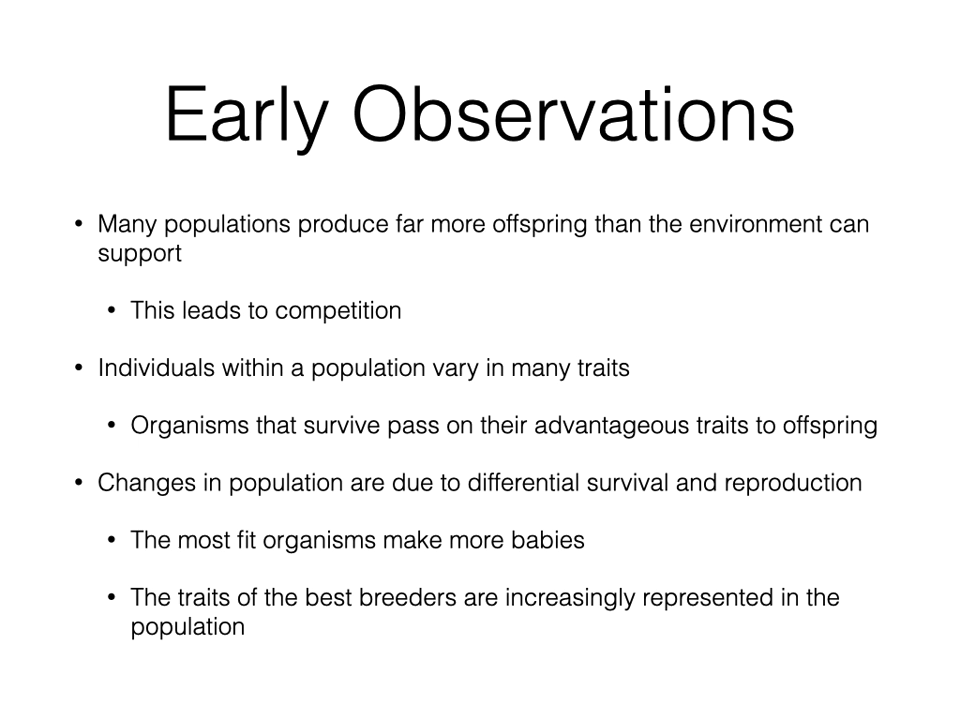 Early Observations
• Many populations produce far more offspring than the environment can
support
• This leads to competition
• Individuals within a population vary in many traits
• Organisms that survive pass on their advantageous traits to offspring
• Changes in population are due to differential survival and reproduction
• The most fit organisms make more babies
• The traits of the best breeders are increasingly represented in the
population